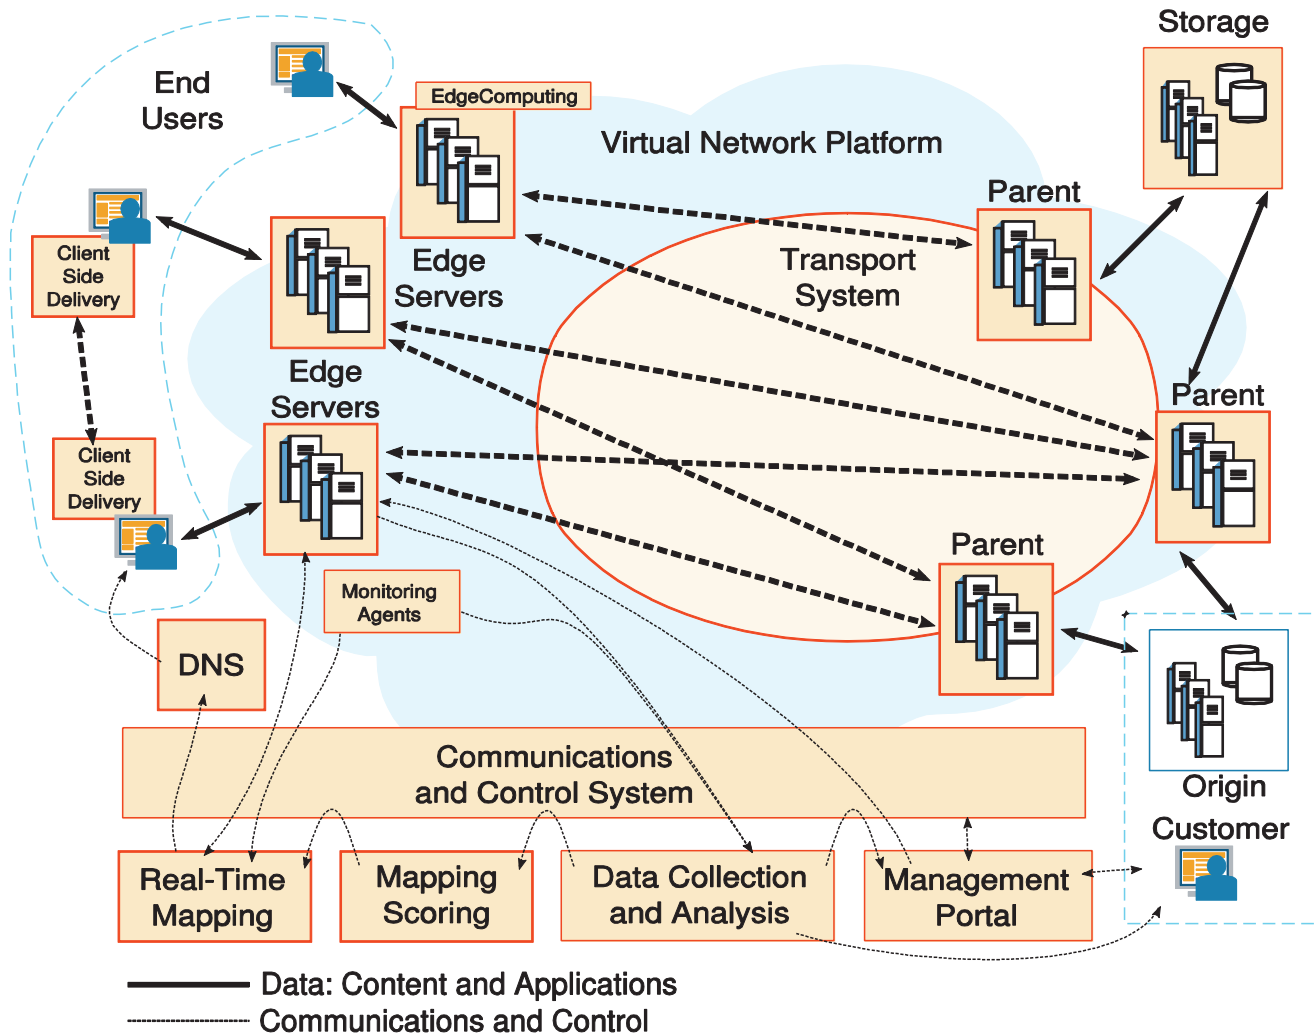 Storage
End
Users
EdgeComputing
Virtual Network Platform
Parent
Client
Side
Delivery
Edge
Servers
Transport
System
Edge
Servers
Parent
Client
Side
Delivery
Parent
Monitoring
Agents
DNS
Communications
and Control System
Origin
Customer
Real-Time
Mapping
Mapping
Scoring
Data Collection
and Analysis
Management
Portal
Data: Content and Applications
Communications and Control